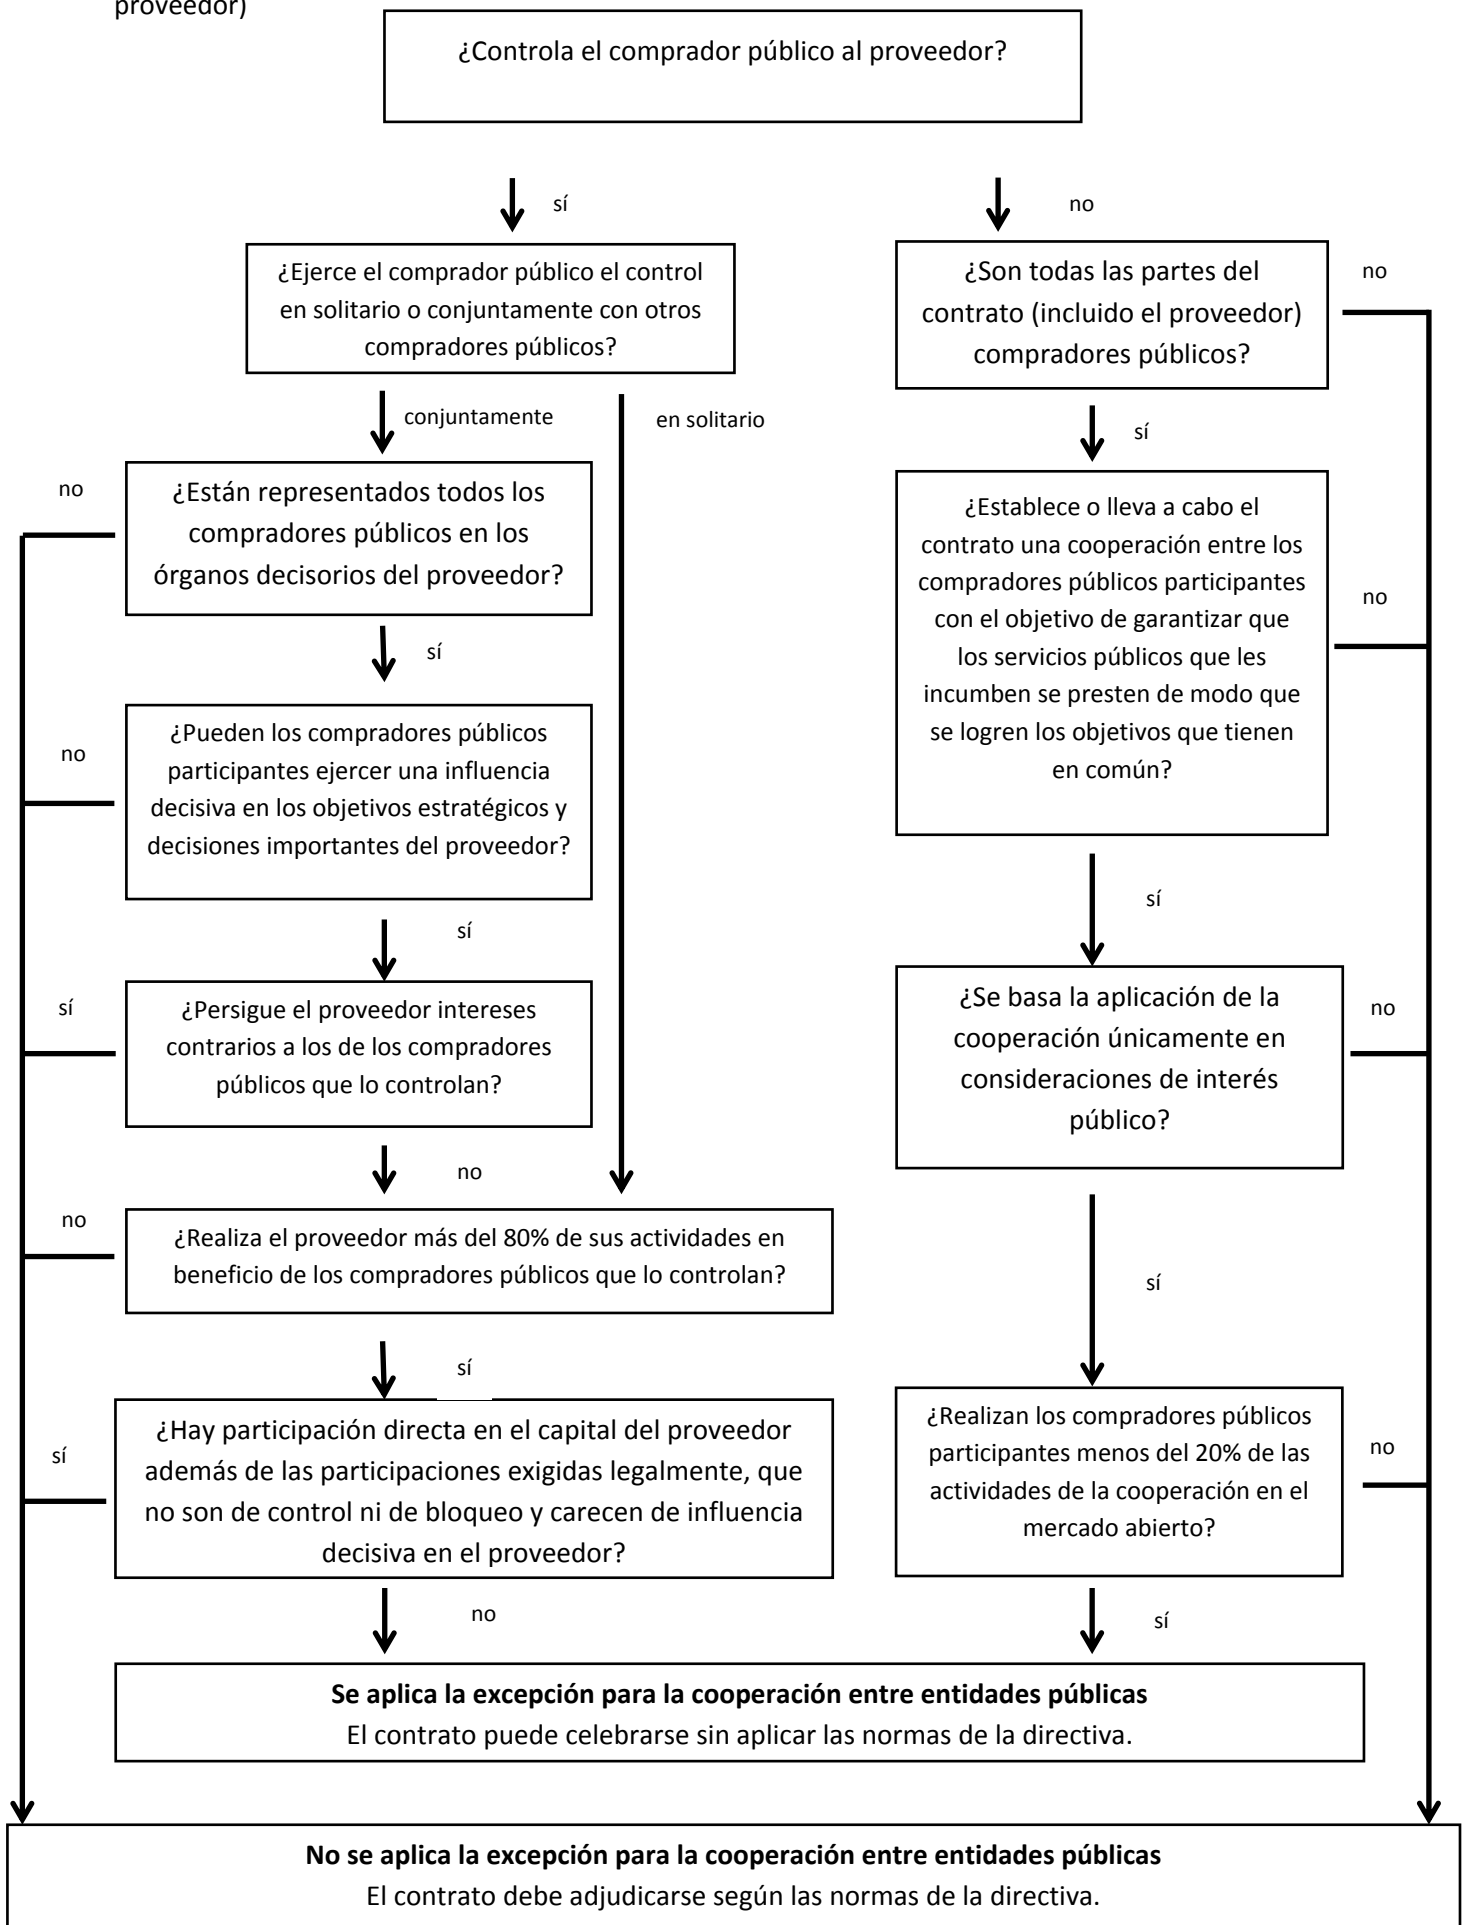 proveedor)
¿Controla el comprador público al proveedor?
sí
no
¿Ejerce el comprador público el control
en solitario o conjuntamente con otros
compradores públicos?
¿Son todas las partes del
contrato (incluido el proveedor)
compradores públicos?
no
conjuntamente
en solitario
sí
no
¿Están representados todos los
compradores públicos en los
órganos decisorios del proveedor?
¿Establece o lleva a cabo el
contrato una cooperación entre los
compradores públicos participantes
con el objetivo de garantizar que
los servicios públicos que les
incumben se presten de modo que
se logren los objetivos que tienen
en común?
no
sí
no
¿Pueden los compradores públicos
participantes ejercer una influencia
decisiva en los objetivos estratégicos y
decisiones importantes del proveedor?
sí
sí
sí
¿Persigue el proveedor intereses
contrarios a los de los compradores
públicos que lo controlan?
¿Se basa la aplicación de la
cooperación únicamente en
consideraciones de interés
público?
no
no
no
¿Realiza el proveedor más del 80% de sus actividades en
beneficio de los compradores públicos que lo controlan?
sí
sí
sí
¿Hay participación directa en el capital del proveedor
además de las participaciones exigidas legalmente, que
no son de control ni de bloqueo y carecen de influencia
decisiva en el proveedor?
¿Realizan los compradores públicos
participantes menos del 20% de las
actividades de la cooperación en el
mercado abierto?
no
no
sí
Se aplica la excepción para la cooperación entre entidades públicas
El contrato puede celebrarse sin aplicar las normas de la directiva.
No se aplica la excepción para la cooperación entre entidades públicas
El contrato debe adjudicarse según las normas de la directiva.